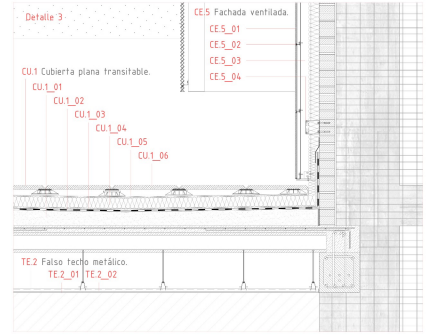 Detalle 3
CE.5 Fachada ventilada.
CE.5_01
CE.5_02
CE.5_03
CE.5_04
CU.1 Cubierta plana transitable.
CU.1_01
CU.1_02
CU.1_03
CU.1_04
CU.1_05
CU.1_06
TE.2 Falso techo metálico.
TE.2_01 TE.2_02